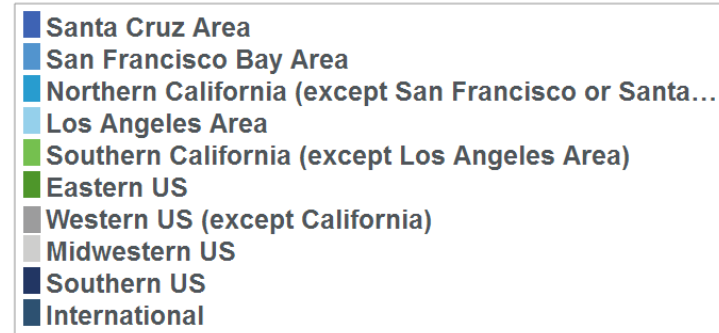 Santa Cruz Area
San Francisco Bay Area
Northern California (except San Francisco or Santa…
Los Angeles Area
Southern California (except Los Angeles Area)
Eastern US
Western US (except California)
Midwestern US
Southern US
International